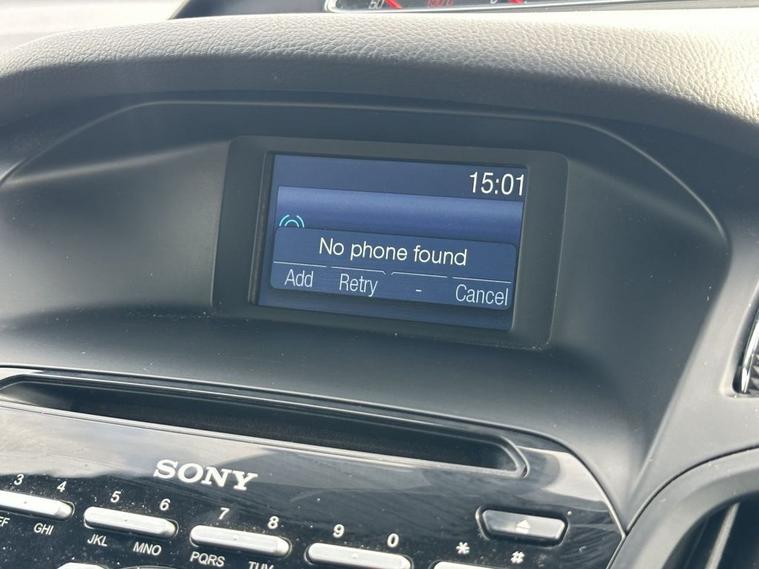 15:01
No phone found
Add Retry - Cancel
SONY
3 4 5 6 7 8 9 0 * #
GHI JKL MNO PQRS